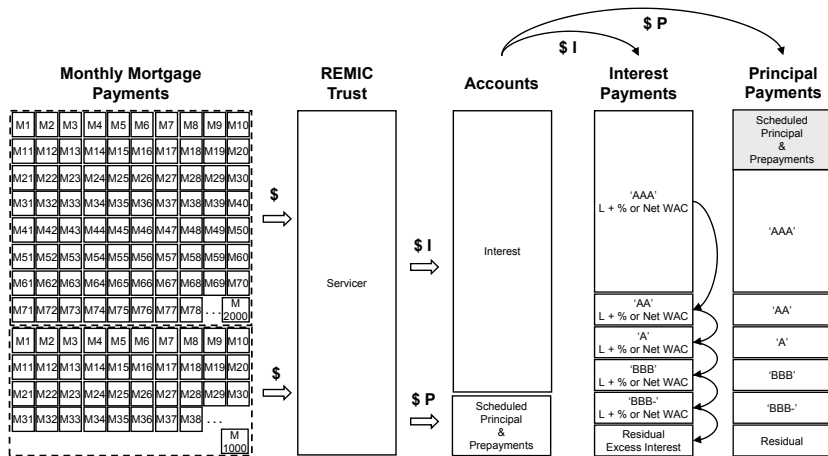 $ P
$ I
Monthly Mortgage
Payments
REMIC
Trust
Accounts
Interest
Payments
Principal
Payments
M1 M2 M3 M4 M5 M6 M7 M8 M9 M10
M11 M12 M13 M14 M15 M16 M17 M18 M19 M20
M21 M22 M23 M24 M25 M26 M27 M28 M29 M30
M31 M32 M33 M34 M35 M36 M37 M38 M39 M40
M41 M42 M43 M44 M45 M46 M47 M48 M49 M50
M51 M52 M53 M54 M55 M56 M57 M58 M59 M60
M61 M62 M63 M64 M65 M66 M67 M68 M69 M70
M71 M72 M73 M74 M75 M76 M77 M78 ... M
2000
M1 M2 M3 M4 M5 M6 M7 M8 M9 M10
M11 M12 M13 M14 M15 M16 M17 M18 M19 M20
M21 M22 M23 M24 M25 M26 M27 M28 M29 M30
M31 M32 M33 M34 M35 M36 M37 M38 ...
M
1000
$
$
Servicer
$ I
$ P
Interest
Scheduled
Principal
&
Prepayments
‘AAA’
L + % or Net WAC
‘AA’
L + % or Net WAC
‘A’
L + % or Net WAC
‘BBB’
L + % or Net WAC
‘BBB-’
L + % or Net WAC
Residual
Excess Interest
Scheduled
Principal
&
Prepayments
‘AAA’
‘AA’
‘A’
‘BBB’
‘BBB-’
Residual